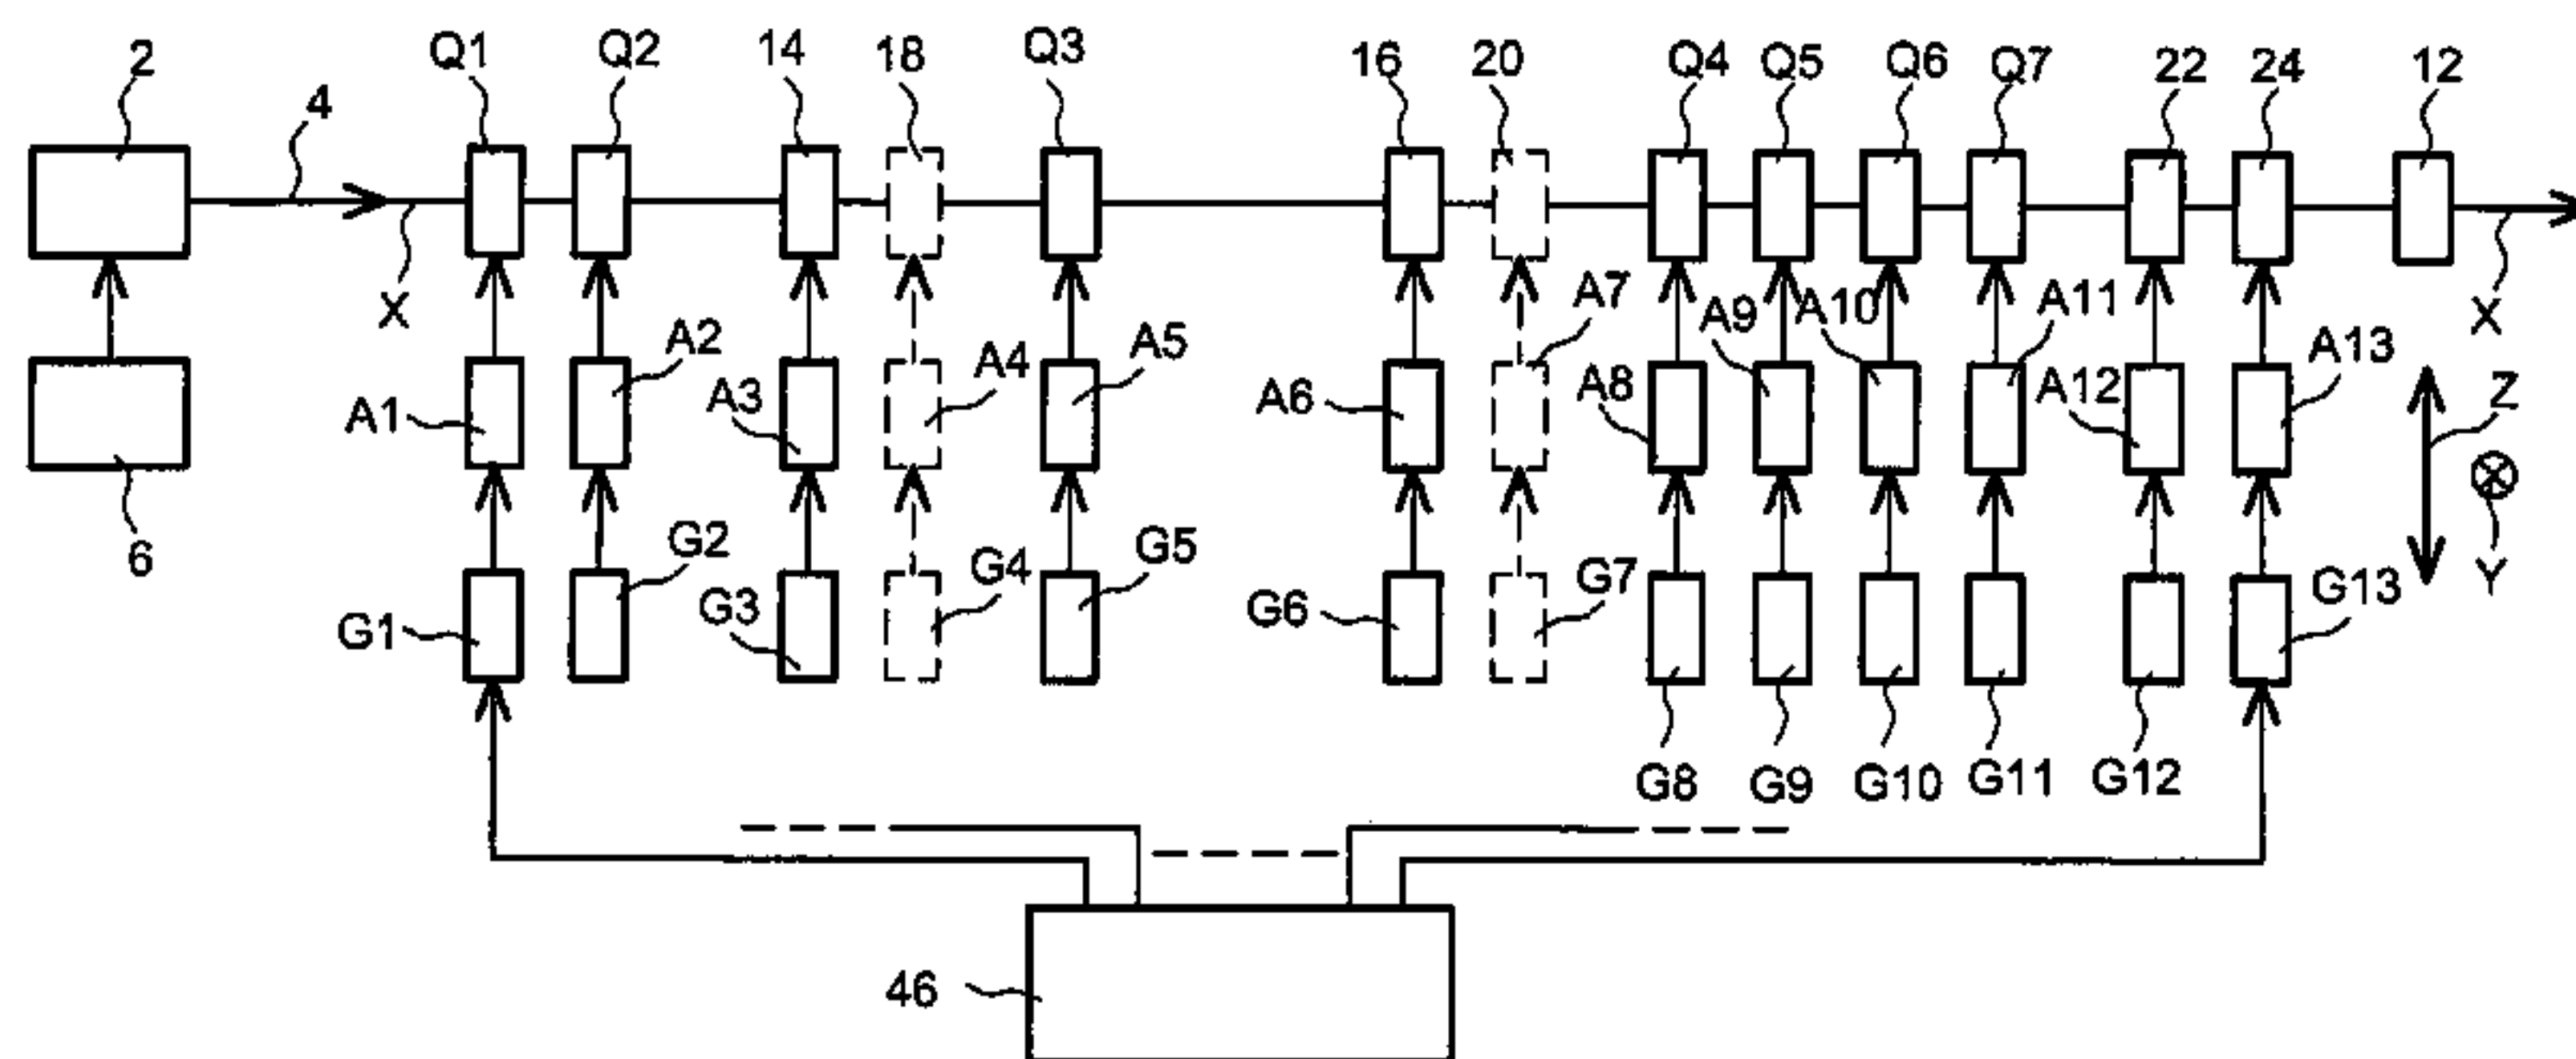 2 4 Q1 Q2 14 18 Q3 16 20 Q4 Q5 Q6 Q7 22 24 12
X X
A1 A2 A3 A4 A5 A6 A7 A8 A9 A10 A11 A12 A13 Z
6 Y
G1 G2 G3 G4 G5 G6 G7 G13
G8 G9 G10 G11 G12
46